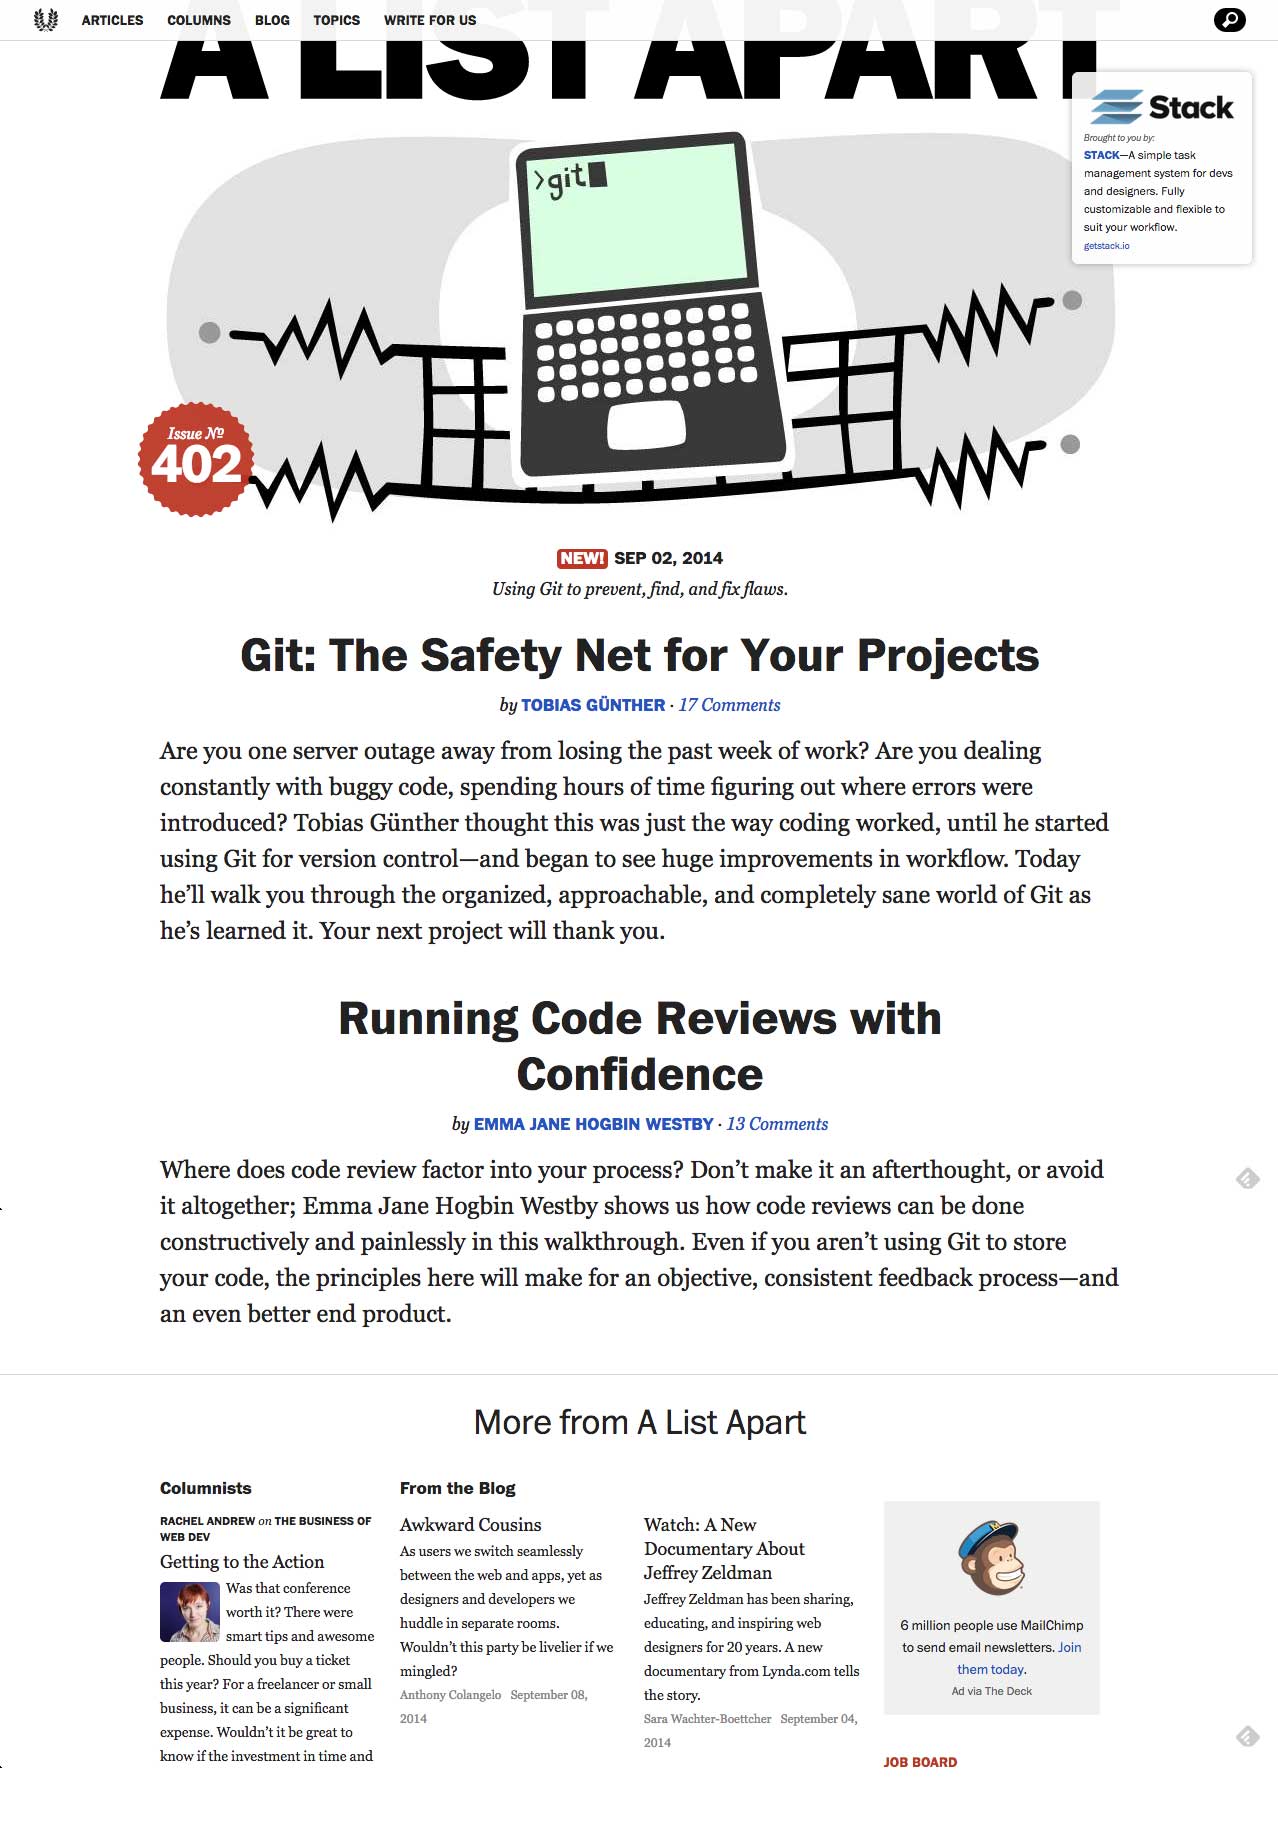 ARTICLES COLUMNS BLOG TOPICS WRITE FOR US
A LIST APART
Stack
Brought to you by:
STACK—A simple task
management system for devs
and designers. Fully
customizable and flexible to
suit your workflow.
getstack.io
>git
Issue №
402
NEW! SEP 02, 2014
Using Git to prevent, find, and fix flaws.
Git: The Safety Net for Your Projects
by TOBIAS GÜNTHER · 17 Comments
Are you one server outage away from losing the past week of work? Are you dealing
constantly with buggy code, spending hours of time figuring out where errors were
introduced? Tobias Günther thought this was just the way coding worked, until he started
using Git for version control—and began to see huge improvements in workflow. Today
he’ll walk you through the organized, approachable, and completely sane world of Git as
he’s learned it. Your next project will thank you.
Running Code Reviews with
Confidence
by EMMA JANE HOGBIN WESTBY · 13 Comments
Where does code review factor into your process? Don’t make it an afterthought, or avoid
it altogether; Emma Jane Hogbin Westby shows us how code reviews can be done
constructively and painlessly in this walkthrough. Even if you aren’t using Git to store
your code, the principles here will make for an objective, consistent feedback process—and
an even better end product.
More from A List Apart
Columnists
RACHEL ANDREW on THE BUSINESS OF
WEB DEV
Getting to the Action
Was that conference
worth it? There were
smart tips and awesome
people. Should you buy a ticket
this year? For a freelancer or small
business, it can be a significant
expense. Wouldn’t it be great to
know if the investment in time and
From the Blog
Awkward Cousins
As users we switch seamlessly
between the web and apps, yet as
designers and developers we
huddle in separate rooms.
Wouldn’t this party be livelier if we
mingled?
Anthony Colangelo September 08,
2014
Watch: A New
Documentary About
Jeffrey Zeldman
Jeffrey Zeldman has been sharing,
educating, and inspiring web
designers for 20 years. A new
documentary from Lynda.com tells
the story.
Sara Wachter-Boettcher September 04,
2014
6 million people use MailChimp
to send email newsletters. Join
them today.
Ad via The Deck
JOB BOARD